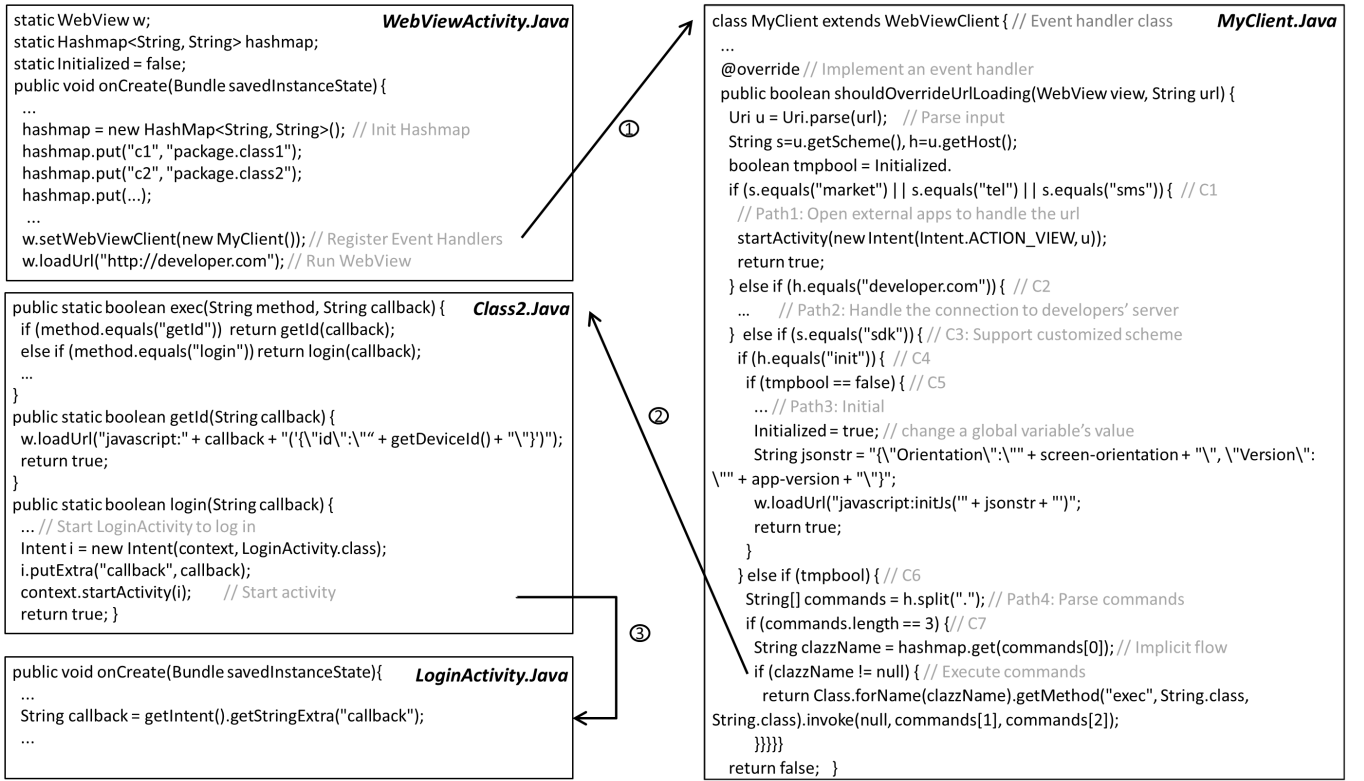 WebViewActivity.Java
static WebView w;
static Hashmap<String, String> hashmap;
static Initialized = false;
public void onCreate(Bundle savedInstanceState) {
...
hashmap = new HashMap<String, String>(); // Init Hashmap
hashmap.put("c1", "package.class1");
hashmap.put("c2", "package.class2");
hashmap.put(...);
...
w.setWebViewClient(new MyClient()); // Register Event Handlers
w.loadUrl("http://developer.com"); // Run WebView
①
Class2.Java
public static boolean exec(String method, String callback) {
if (method.equals("getId")) return getId(callback);
else if (method.equals("login")) return login(callback);
...
}
public static boolean getId(String callback) {
w.loadUrl("javascript:" + callback + "('{\"id\":\"“ + getDeviceId() + "\"}')");
return true;
}
public static boolean login(String callback) {
... // Start LoginActivity to log in
Intent i = new Intent(context, LoginActivity.class);
i.putExtra("callback", callback);
context.startActivity(i); // Start activity
return true; }
②
③
LoginActivity.Java
public void onCreate(Bundle savedInstanceState){
...
String callback = getIntent().getStringExtra("callback");
...
MyClient.Java
class MyClient extends WebViewClient { // Event handler class
...
@override // Implement an event handler
public boolean shouldOverrideUrlLoading(WebView view, String url) {
Uri u = Uri.parse(url); // Parse input
String s=u.getScheme(), h=u.getHost();
boolean tmpbool = Initialized.
if (s.equals("market") || s.equals("tel") || s.equals("sms")) { // C1
// Path1: Open external apps to handle the url
startActivity(new Intent(Intent.ACTION_VIEW, u));
return true;
} else if (h.equals("developer.com")) { // C2
... // Path2: Handle the connection to developers’ server
} else if (s.equals("sdk")) { // C3: Support customized scheme
if (h.equals("init")) { // C4
if (tmpbool == false) { // C5
... // Path3: Initial
Initialized = true; // change a global variable’s value
String jsonstr = "{\"Orientation\":\"" + screen-orientation + "\", \"Version\":
\"" + app-version + "\"}";
w.loadUrl("javascript:initJs('" + jsonstr + "')";
return true;
}
} else if (tmpbool) { // C6
String[] commands = h.split("."); // Path4: Parse commands
if (commands.length == 3) {// C7
String clazzName = hashmap.get(commands[0]); // Implicit flow
if (clazzName != null) { // Execute commands
return Class.forName(clazzName).getMethod("exec", String.class,
String.class).invoke(null, commands[1], commands[2]);
}}}}}
return false; }